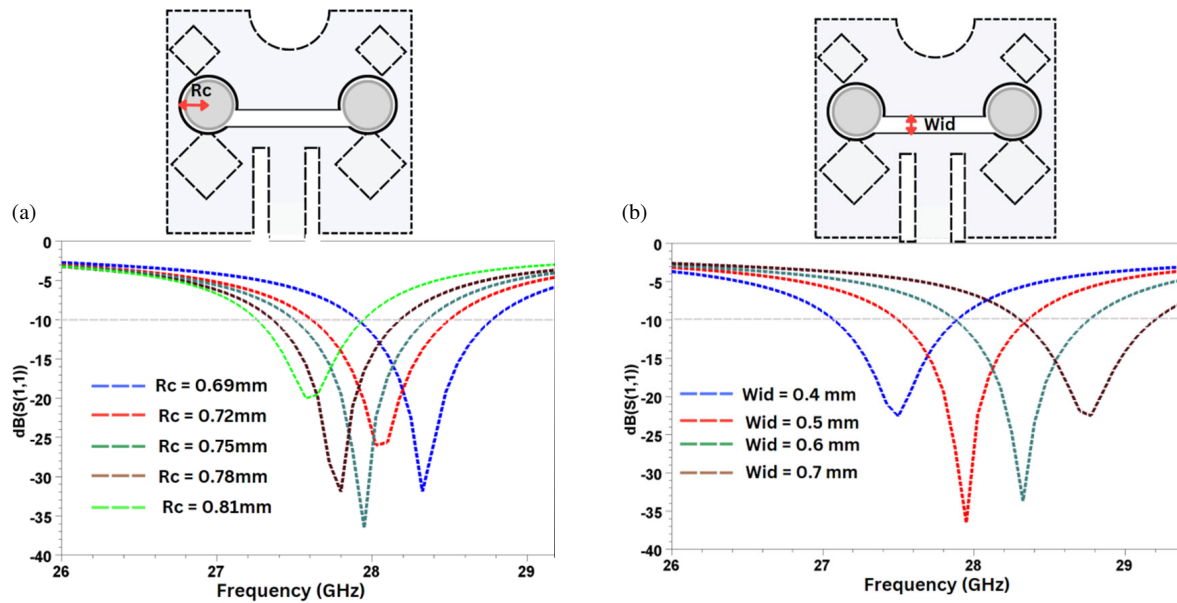 Rc
(a)
0
-5
-10
-15
-20
-25
-30
-35
-40
dB(S(1,1))
Rc = 0.69mm
Rc = 0.72mm
Rc = 0.75mm
Rc = 0.78mm
Rc = 0.81mm
26 27 28 29
Frequency (GHz)
Wid
(b)
0
-5
-10
-15
-20
-25
-30
-35
-40
dB(S(1,1))
Wid = 0.4 mm
Wid = 0.5 mm
Wid = 0.6 mm
Wid = 0.7 mm
26 27 28 29
Frequency (GHz)